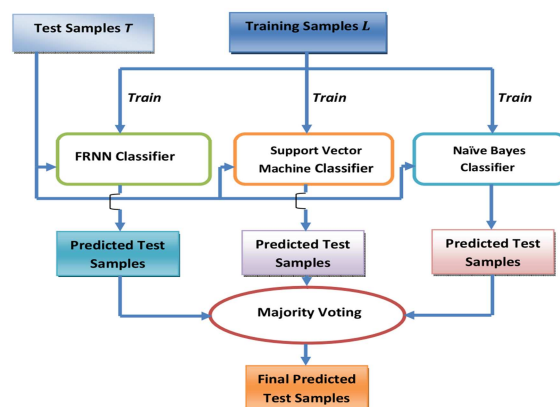 Test Samples T
Training Samples L
Train
Train
Train
FRNN Classifier
Support Vector
Machine Classifier
Naïve Bayes
Classifier
Predicted Test
Samples
Predicted Test
Samples
Predicted Test
Samples
Majority Voting
Final Predicted
Test Samples